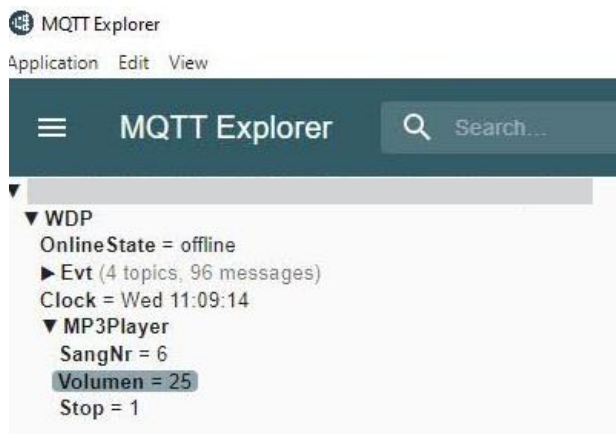 MQTT Explorer
Application Edit View
MQTT Explorer Search...
▼
▼ WDP
OnlineState = offline
▶ Evt (4 topics, 96 messages)
Clock = Wed 11:09:14
▼ MP3Player
SangNr = 6
Volumen = 25
Stop = 1